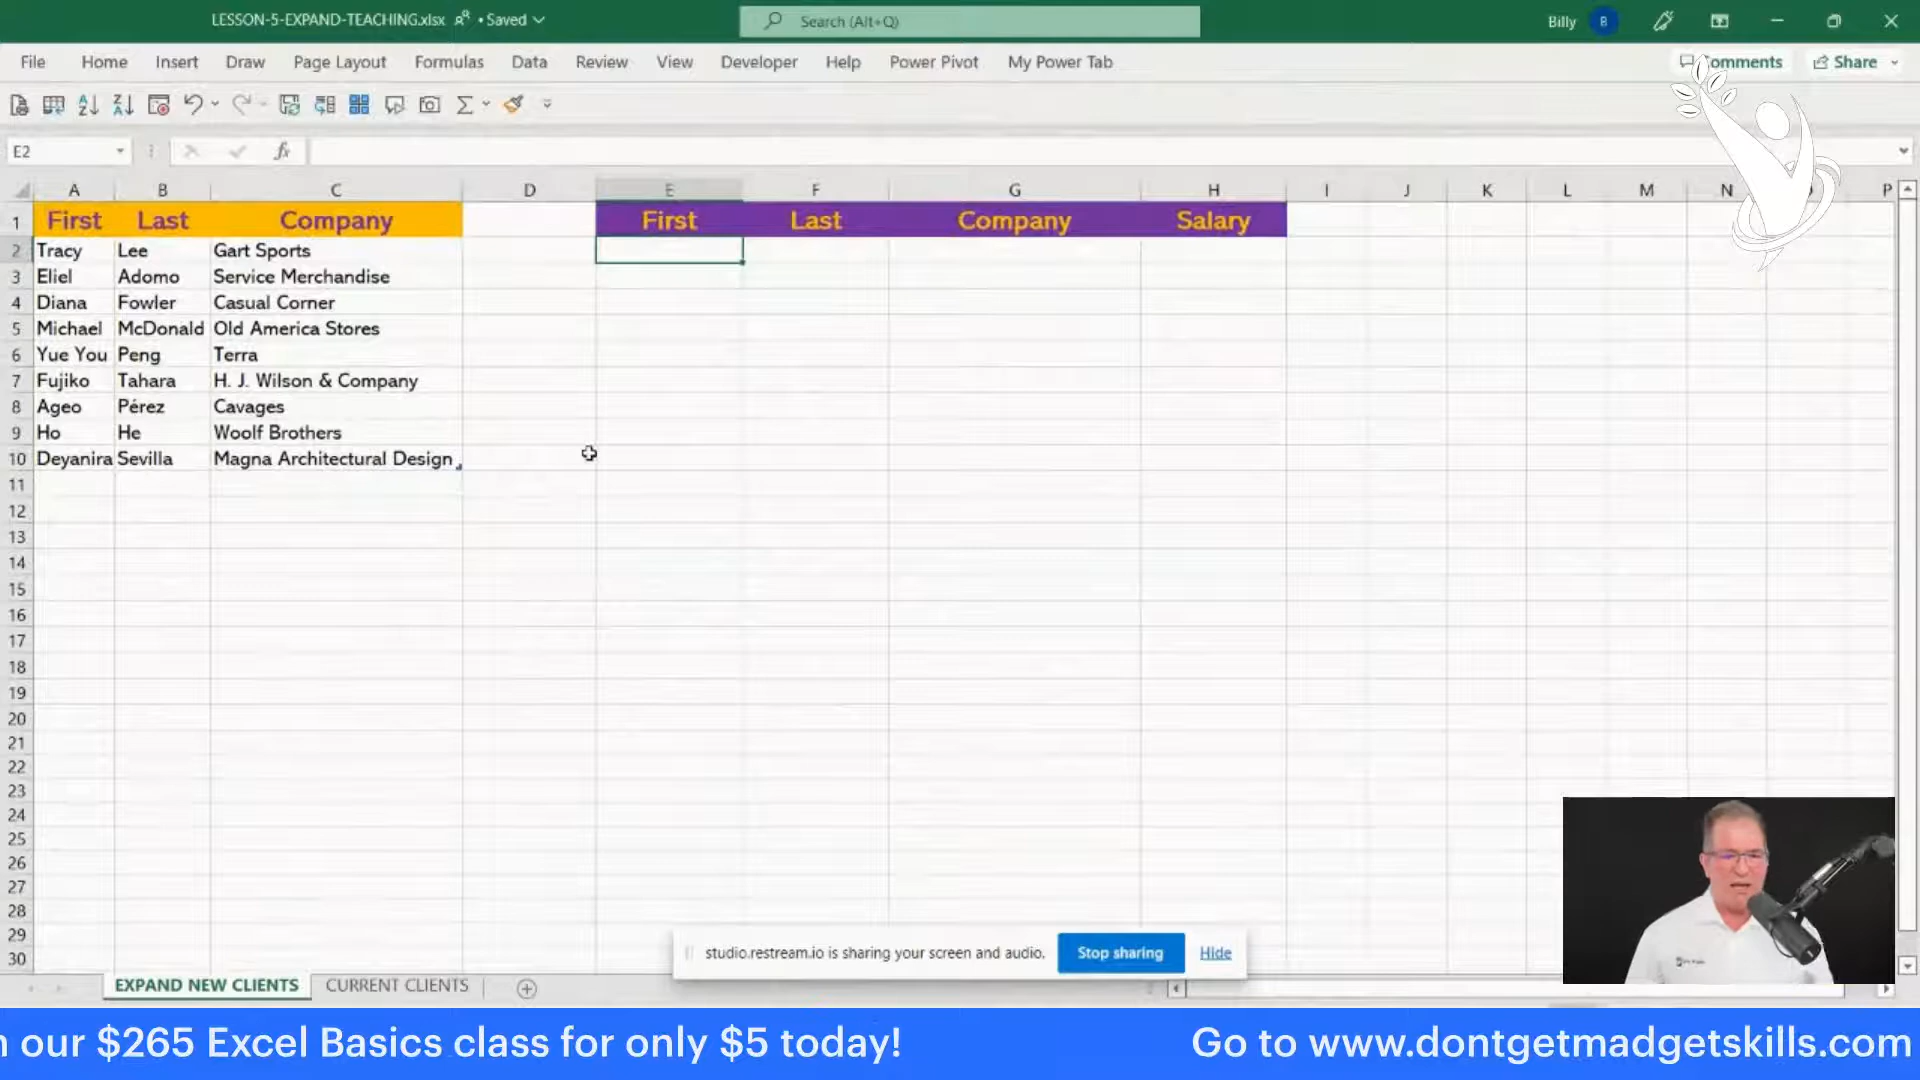 LESSON-5-EXPAND-TEACHING.xlsx • Saved
Search (Alt+Q)
Billy B
File Home Insert Draw Page Layout Formulas Data Review View Developer Help Power Pivot My Power Tab
omments Share
E2 fx
A B C D E F G H I J K L M N P
1 First Last Company First Last Company Salary
2 Tracy Lee Gart Sports
3 Eliel Adomo Service Merchandise
4 Diana Fowler Casual Corner
5 Michael McDonald Old America Stores
6 Yue You Peng Terra
7 Fujiko Tahara H. J. Wilson & Company
8 Ageo Pérez Cavages
9 Ho He Woolf Brothers
10 Deyanira Sevilla Magna Architectural Design
11
12
13
14
15
16
17
18
19
20
21
22
23
24
25
26
27
28
29
30
studio.restream.io is sharing your screen and audio. Stop sharing Hide
EXPAND NEW CLIENTS CURRENT CLIENTS
n our $265 Excel Basics class for only $5 today! Go to www.dontgetmadgetskills.com